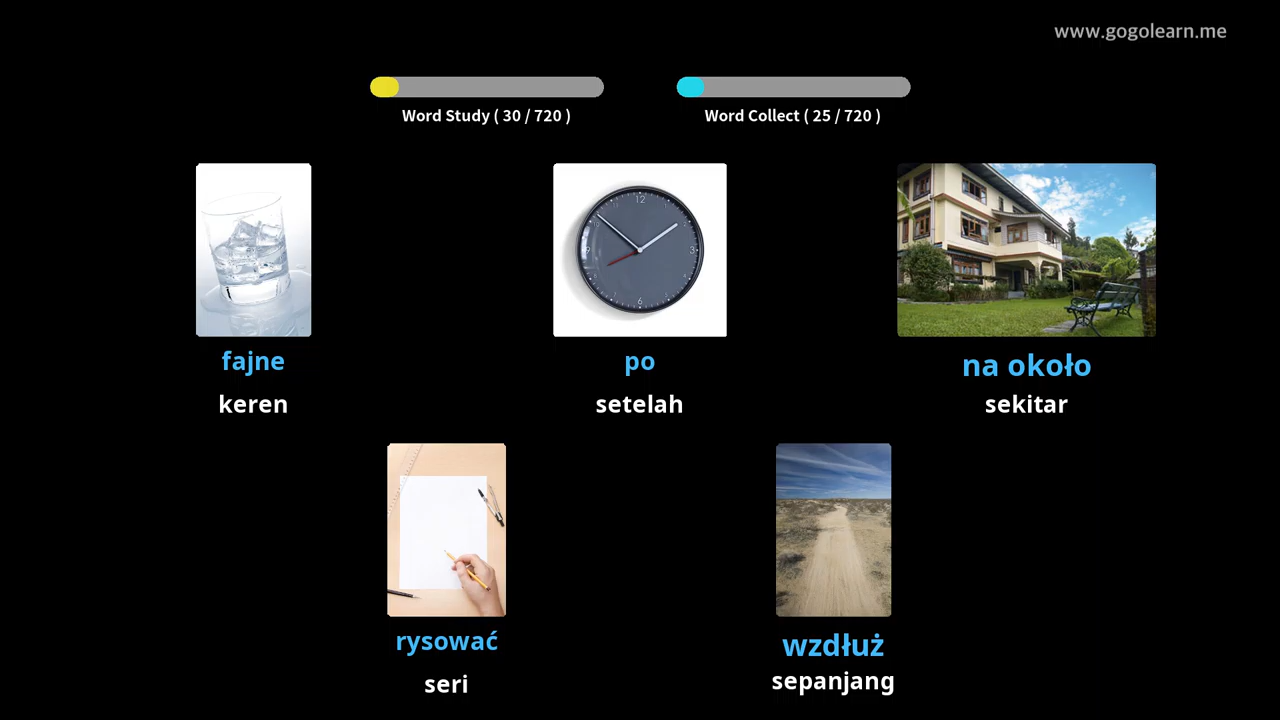 www.gogolearn.me
Word Study ( 30 / 720 )
Word Collect ( 25 / 720 )
fajne
po
na około
keren
setelah
sekitar
rysować
wzdłuż
seri
sepanjang